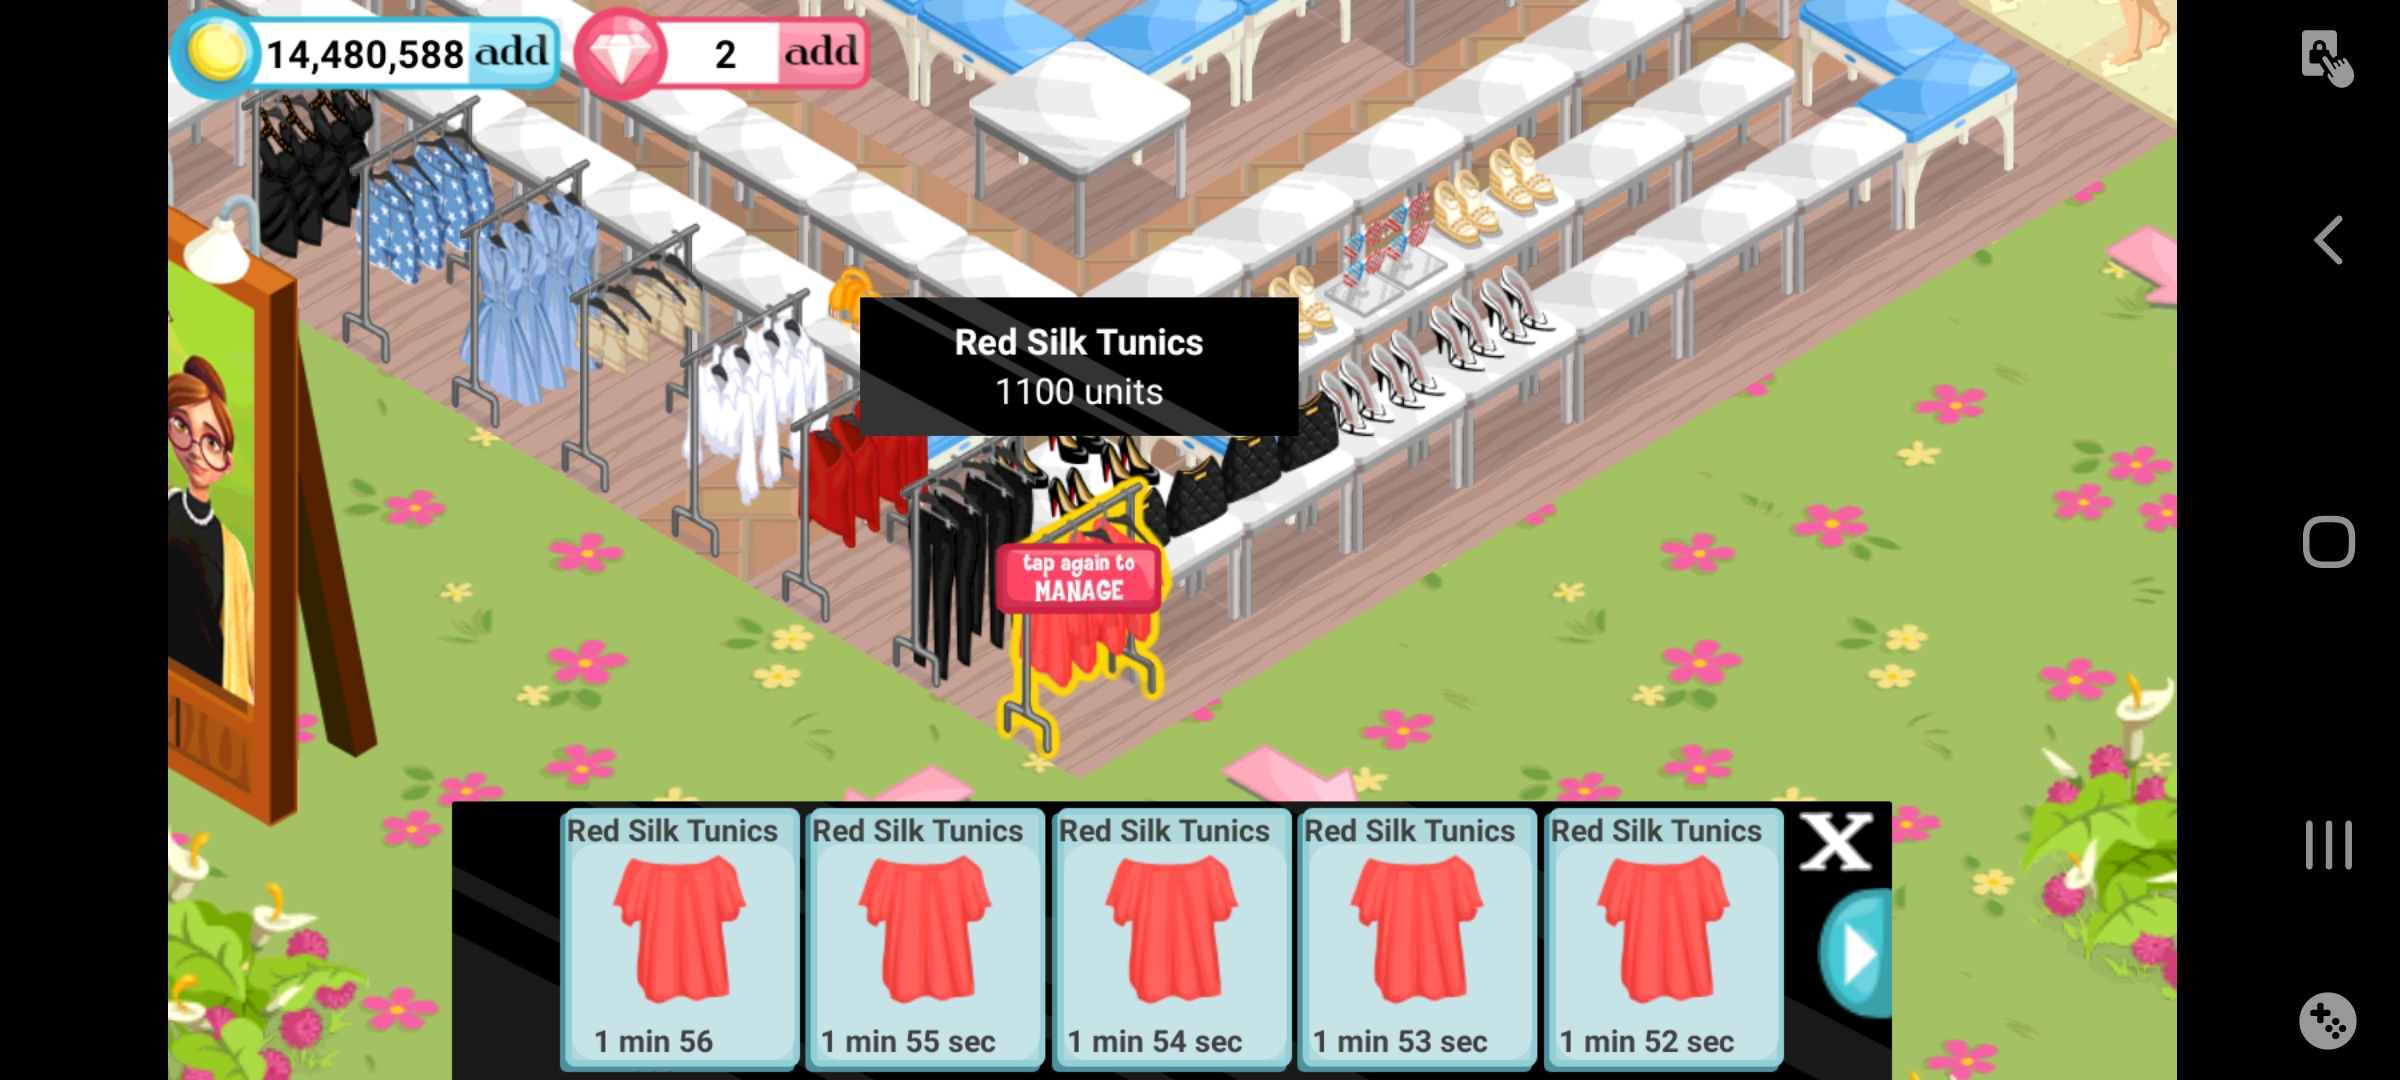 14,480,588 add
2 add
Red Silk Tunics
1100 units
tap again to
MANAGE
Red Silk Tunics
1 min 56
Red Silk Tunics
1 min 55 sec
Red Silk Tunics
1 min 54 sec
Red Silk Tunics
1 min 53 sec
Red Silk Tunics
1 min 52 sec
X